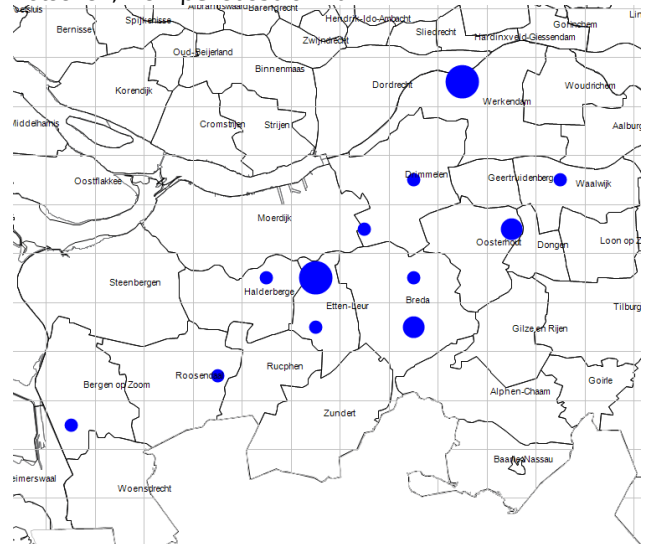 Barendrecht
Hendrik-Ido-Ambacht
Spijkenisse
Gorinchem
Bernisse
Sliedrecht
Zwijndrecht
Hardinxveld-Giessendam
Oud-Beijerland
Binnenmaas
Korendijk
Dordrecht
Woudrichem
Werkendam
Middelharnis
Cromstrijen
Strijen
Aalburg
Oostflakkee
Drimmelen
Geertruidenberg
Waalwijk
Moerdijk
Oosterhout
Dongen
Loon op Z
Steenbergen
Halderberge
Etten-Leur
Breda
Tilburg
Gilze en Rijen
Rucphen
Roosendaal
Bergen op Zoom
Goirle
Alphen-Chaam
Zundert
Baarle-Nassau
eimerswaal
Woensdrecht